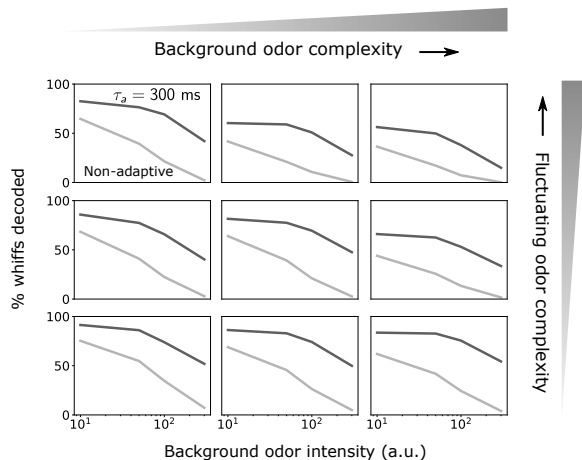 Background odor complexity
100
50
0
τₐ = 300 ms
Non-adaptive
100
50
0
100
50
0
10¹ 10² 10¹ 10² 10¹ 10²
% whiffs decoded
Fluctuating odor complexity
Background odor intensity (a.u.)